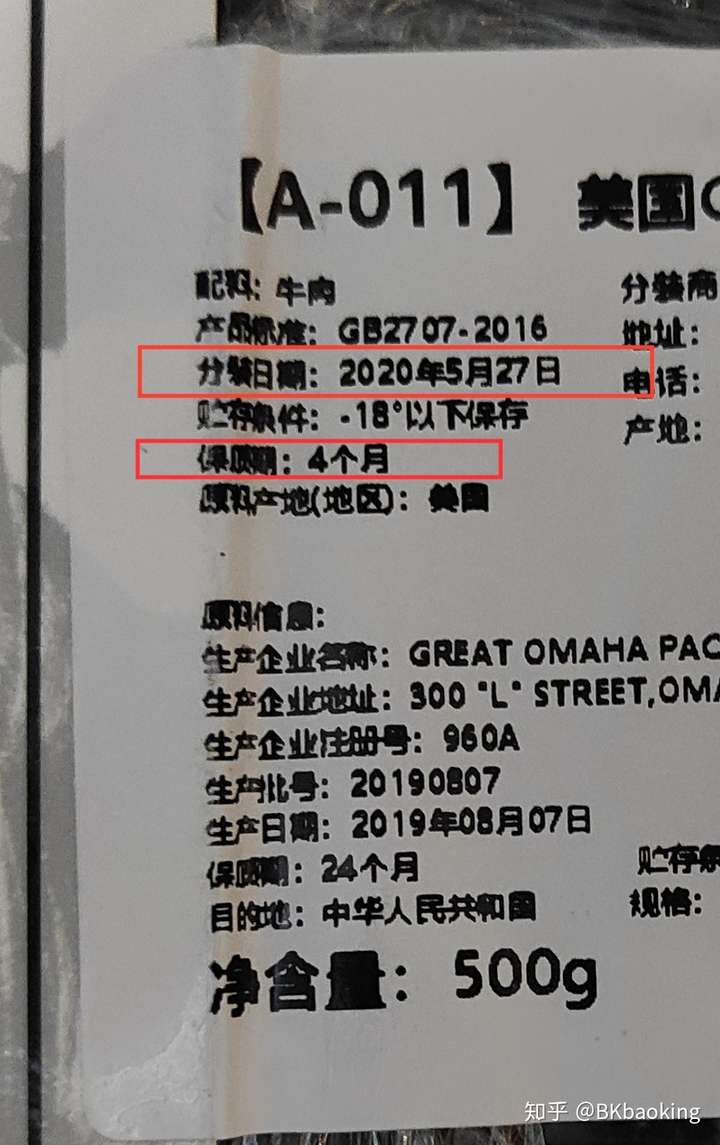 【A-011】 美国
配料：牛肉 分装商
产品标准：GB2707-2016 地址：
分装日期：2020年5月27日 电话：
贮存条件：-18°以下保存 产地：
保质期：4个月
原料产地(地区)：美国
原料信息：
生产企业名称：GREAT OMAHA PAC
生产企业地址：300 "L" STREET,OMA
生产企业注册号：960A
生产批号：20190807
生产日期：2019年08月07日
保质期：24个月 贮存条
目的地：中华人民共和国 规格：
净含量：500g
知乎 @BKbaoking